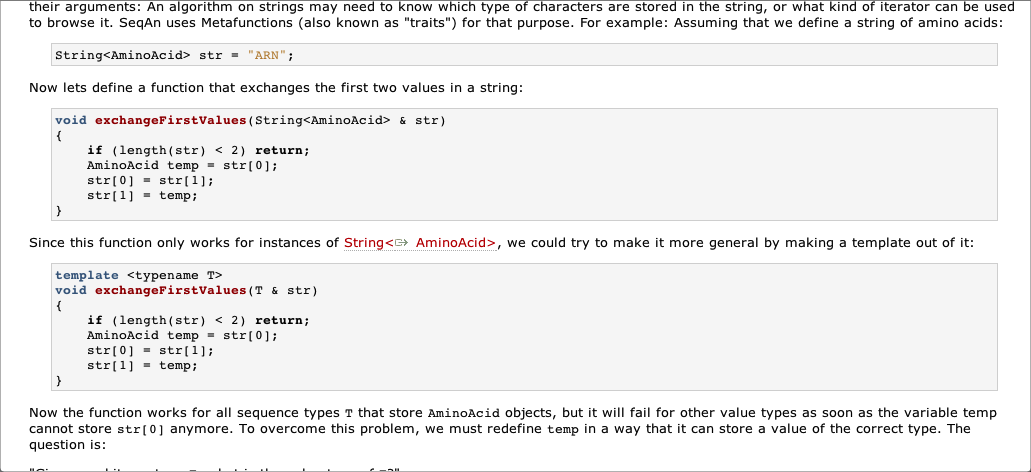 their arguments: An algorithm on strings may need to know which type of characters are stored in the string, or what kind of iterator can be used
to browse it. SeqAn uses Metafunctions (also known as "traits") for that purpose. For example: Assuming that we define a string of amino acids:
String<AminoAcid> str = "ARN";
Now lets define a function that exchanges the first two values in a string:
void exchangeFirstValues(String<AminoAcid> & str)
{
    if (length(str) < 2) return;
    AminoAcid temp = str[0];
    str[0] = str[1];
    str[1] = temp;
}
Since this function only works for instances of String< AminoAcid>, we could try to make it more general by making a template out of it:
template <typename T>
void exchangeFirstValues(T & str)
{
    if (length(str) < 2) return;
    AminoAcid temp = str[0];
    str[0] = str[1];
    str[1] = temp;
}
Now the function works for all sequence types T that store AminoAcid objects, but it will fail for other value types as soon as the variable temp
cannot store str[0] anymore. To overcome this problem, we must redefine temp in a way that it can store a value of the correct type. The
question is: